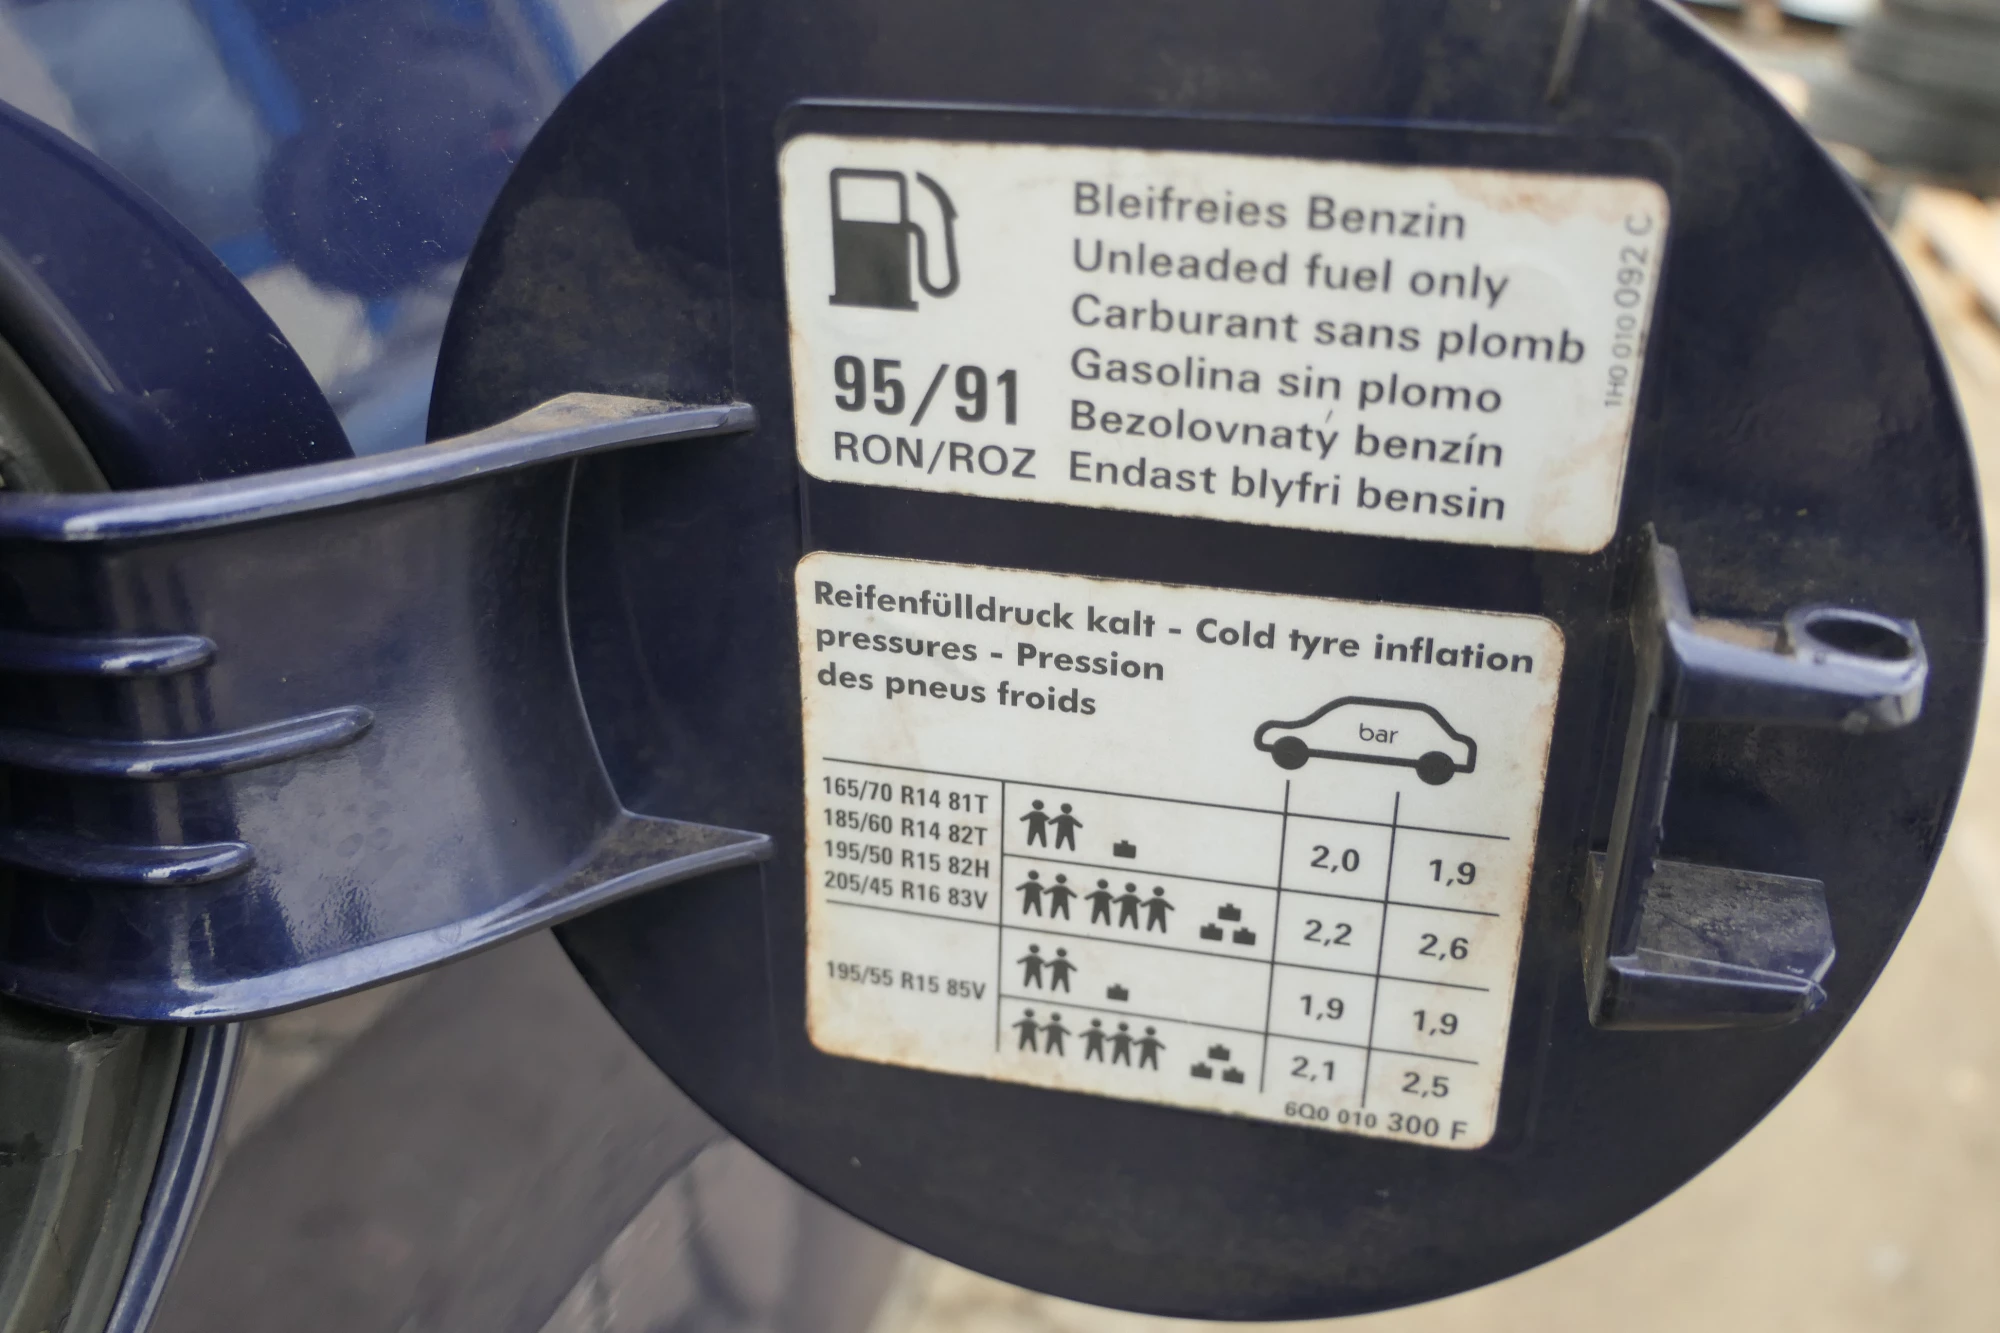 Bleifreies Benzin
Unleaded fuel only
Carburant sans plomb
Gasolina sin plomo
Bezolovnatý benzín
Endast blyfri bensin
95/91
RON/ROZ
1H0 010 092 C
Reifenfülldruck kalt - Cold tyre inflation
pressures - Pression
des pneus froids
bar
165/70 R14 81T
185/60 R14 82T
195/50 R15 82H
205/45 R16 83V
2,0 1,9
2,2 2,6
195/55 R15 85V
1,9 1,9
2,1 2,5
6Q0 010 300 F